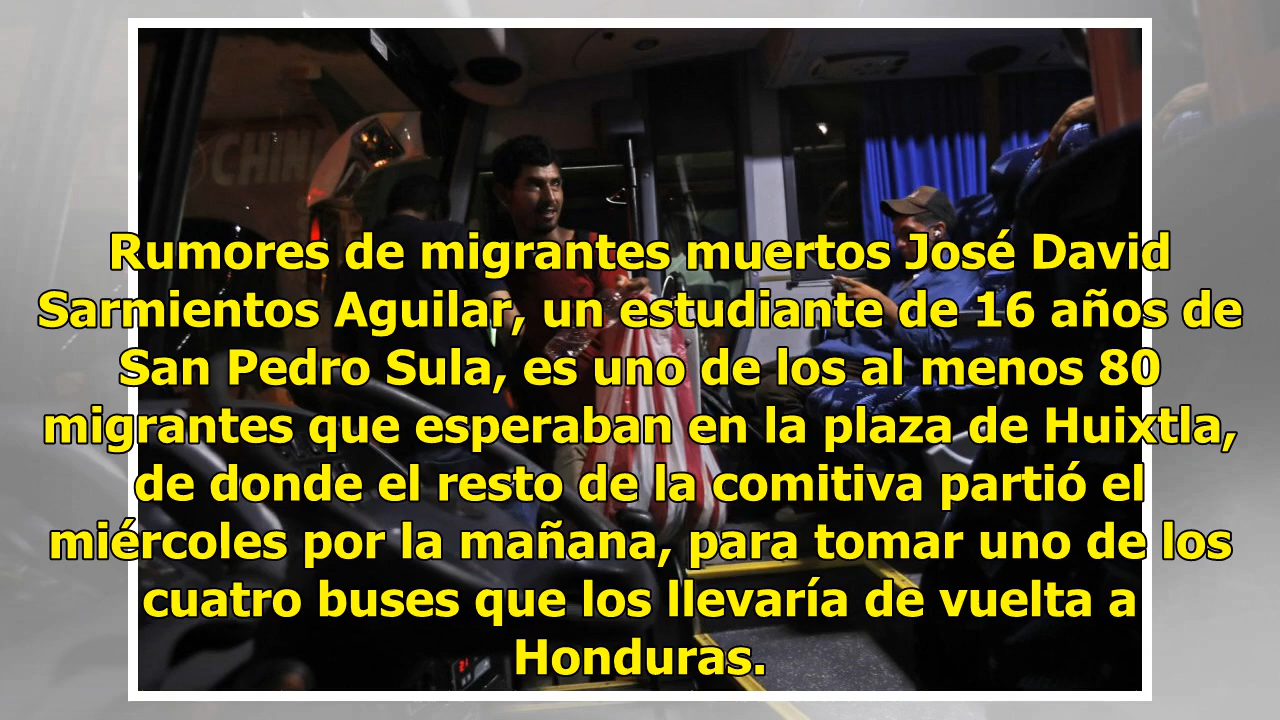 CHIN
Rumores de migrantes muertos José David
Sarmientos Aguilar, un estudiante de 16 años de
San Pedro Sula, es uno de los al menos 80
migrantes que esperaban en la plaza de Huixtla,
de donde el resto de la comitiva partió el
miércoles por la mañana, para tomar uno de los
cuatro buses que los llevaría de vuelta a
Honduras.